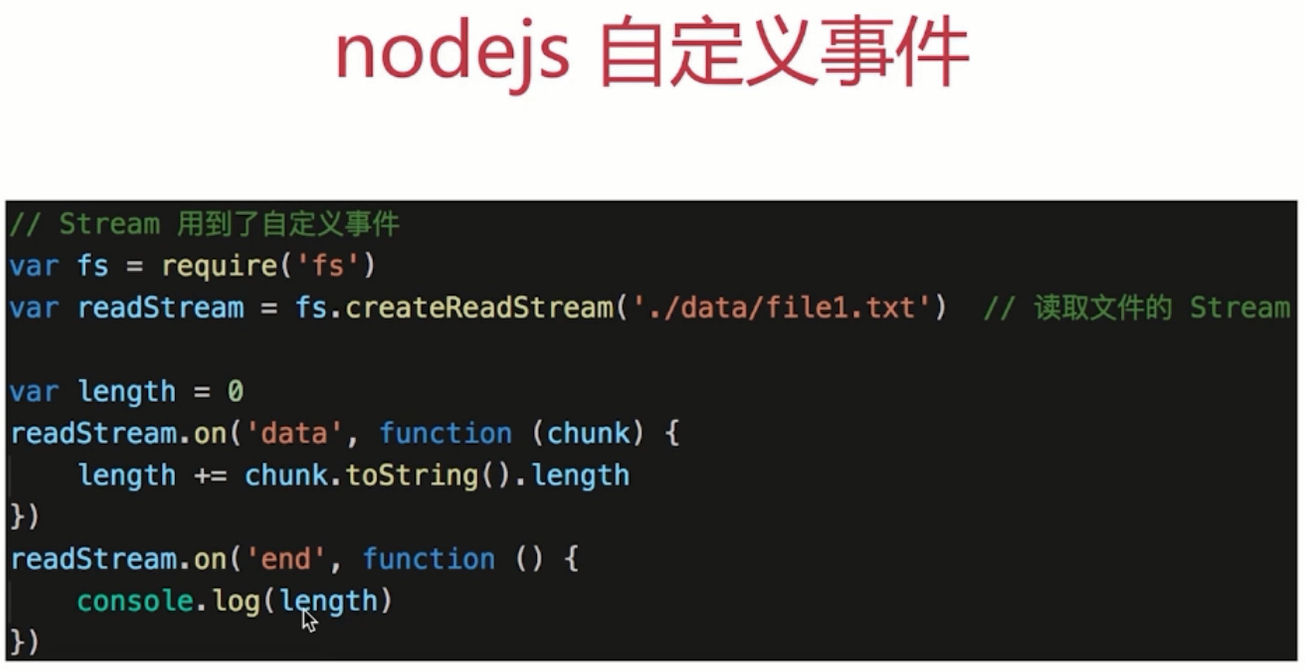 nodejs 自定义事件
// Stream 用到了自定义事件
var fs = require('fs')
var readStream = fs.createReadStream('./data/file1.txt')  // 读取文件的 Stream
var length = 0
readStream.on('data', function (chunk) {
    length += chunk.toString().length
})
readStream.on('end', function () {
    console.log(length)
})